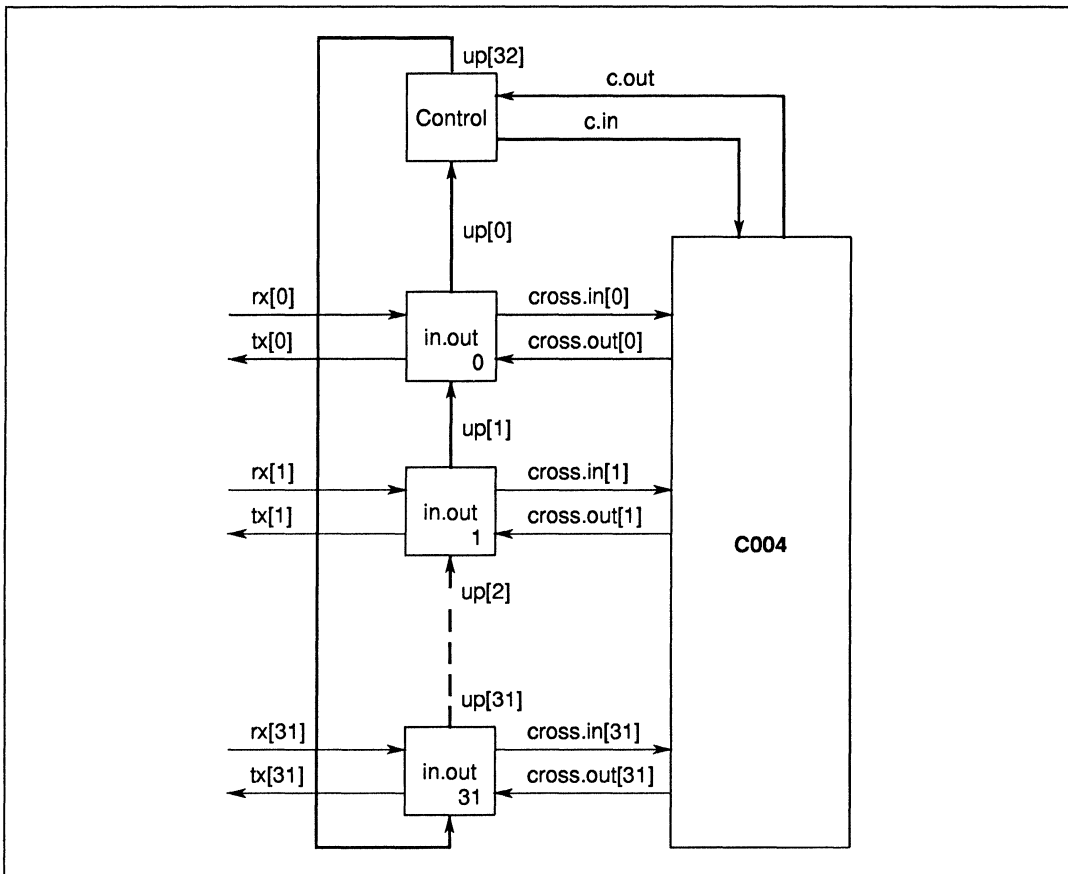 up[32]
c.out
Control
c.in
up[0]
rx[0]
cross.in[0]
in.out
tx[0]
cross.out[0]
0
up[1]
rx[1]
cross.in[1]
in.out
tx[1]
cross.out[1]
1
C004
up[2]
up[31]
rx[31]
cross.in[31]
in.out
tx[31]
cross.out[31]
31